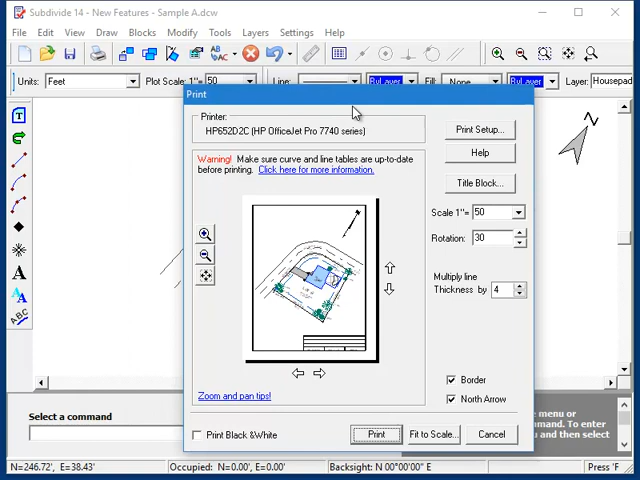 Subdivide 14 - New Features - Sample A.dcw
File Edit View Draw Blocks Modify Tools Layers Settings Help
Units: Feet Plot Scale: 1"= 50 Line: ByLayer Fill: None ByLayer Layer: Housepad
Print
Printer:
HP652D2C (HP OfficeJet Pro 7740 series)
Print Setup...
Help
Warning! Make sure curve and line tables are up-to-date
before printing. Click here for more information.
Title Block...
Scale 1"= 50
Rotation: 30
Multiply line
Thickness by 4
Border
North Arrow
Zoom and pan tips!
Print Black &White
Print
Fit to Scale...
Cancel
N
Select a command
e menu or
mmand. To enter
u and then select
N=246.72, E=38.43 Occupied: N=0.00', E=0.00' Backsight: N 00°00'00" E Press 'F